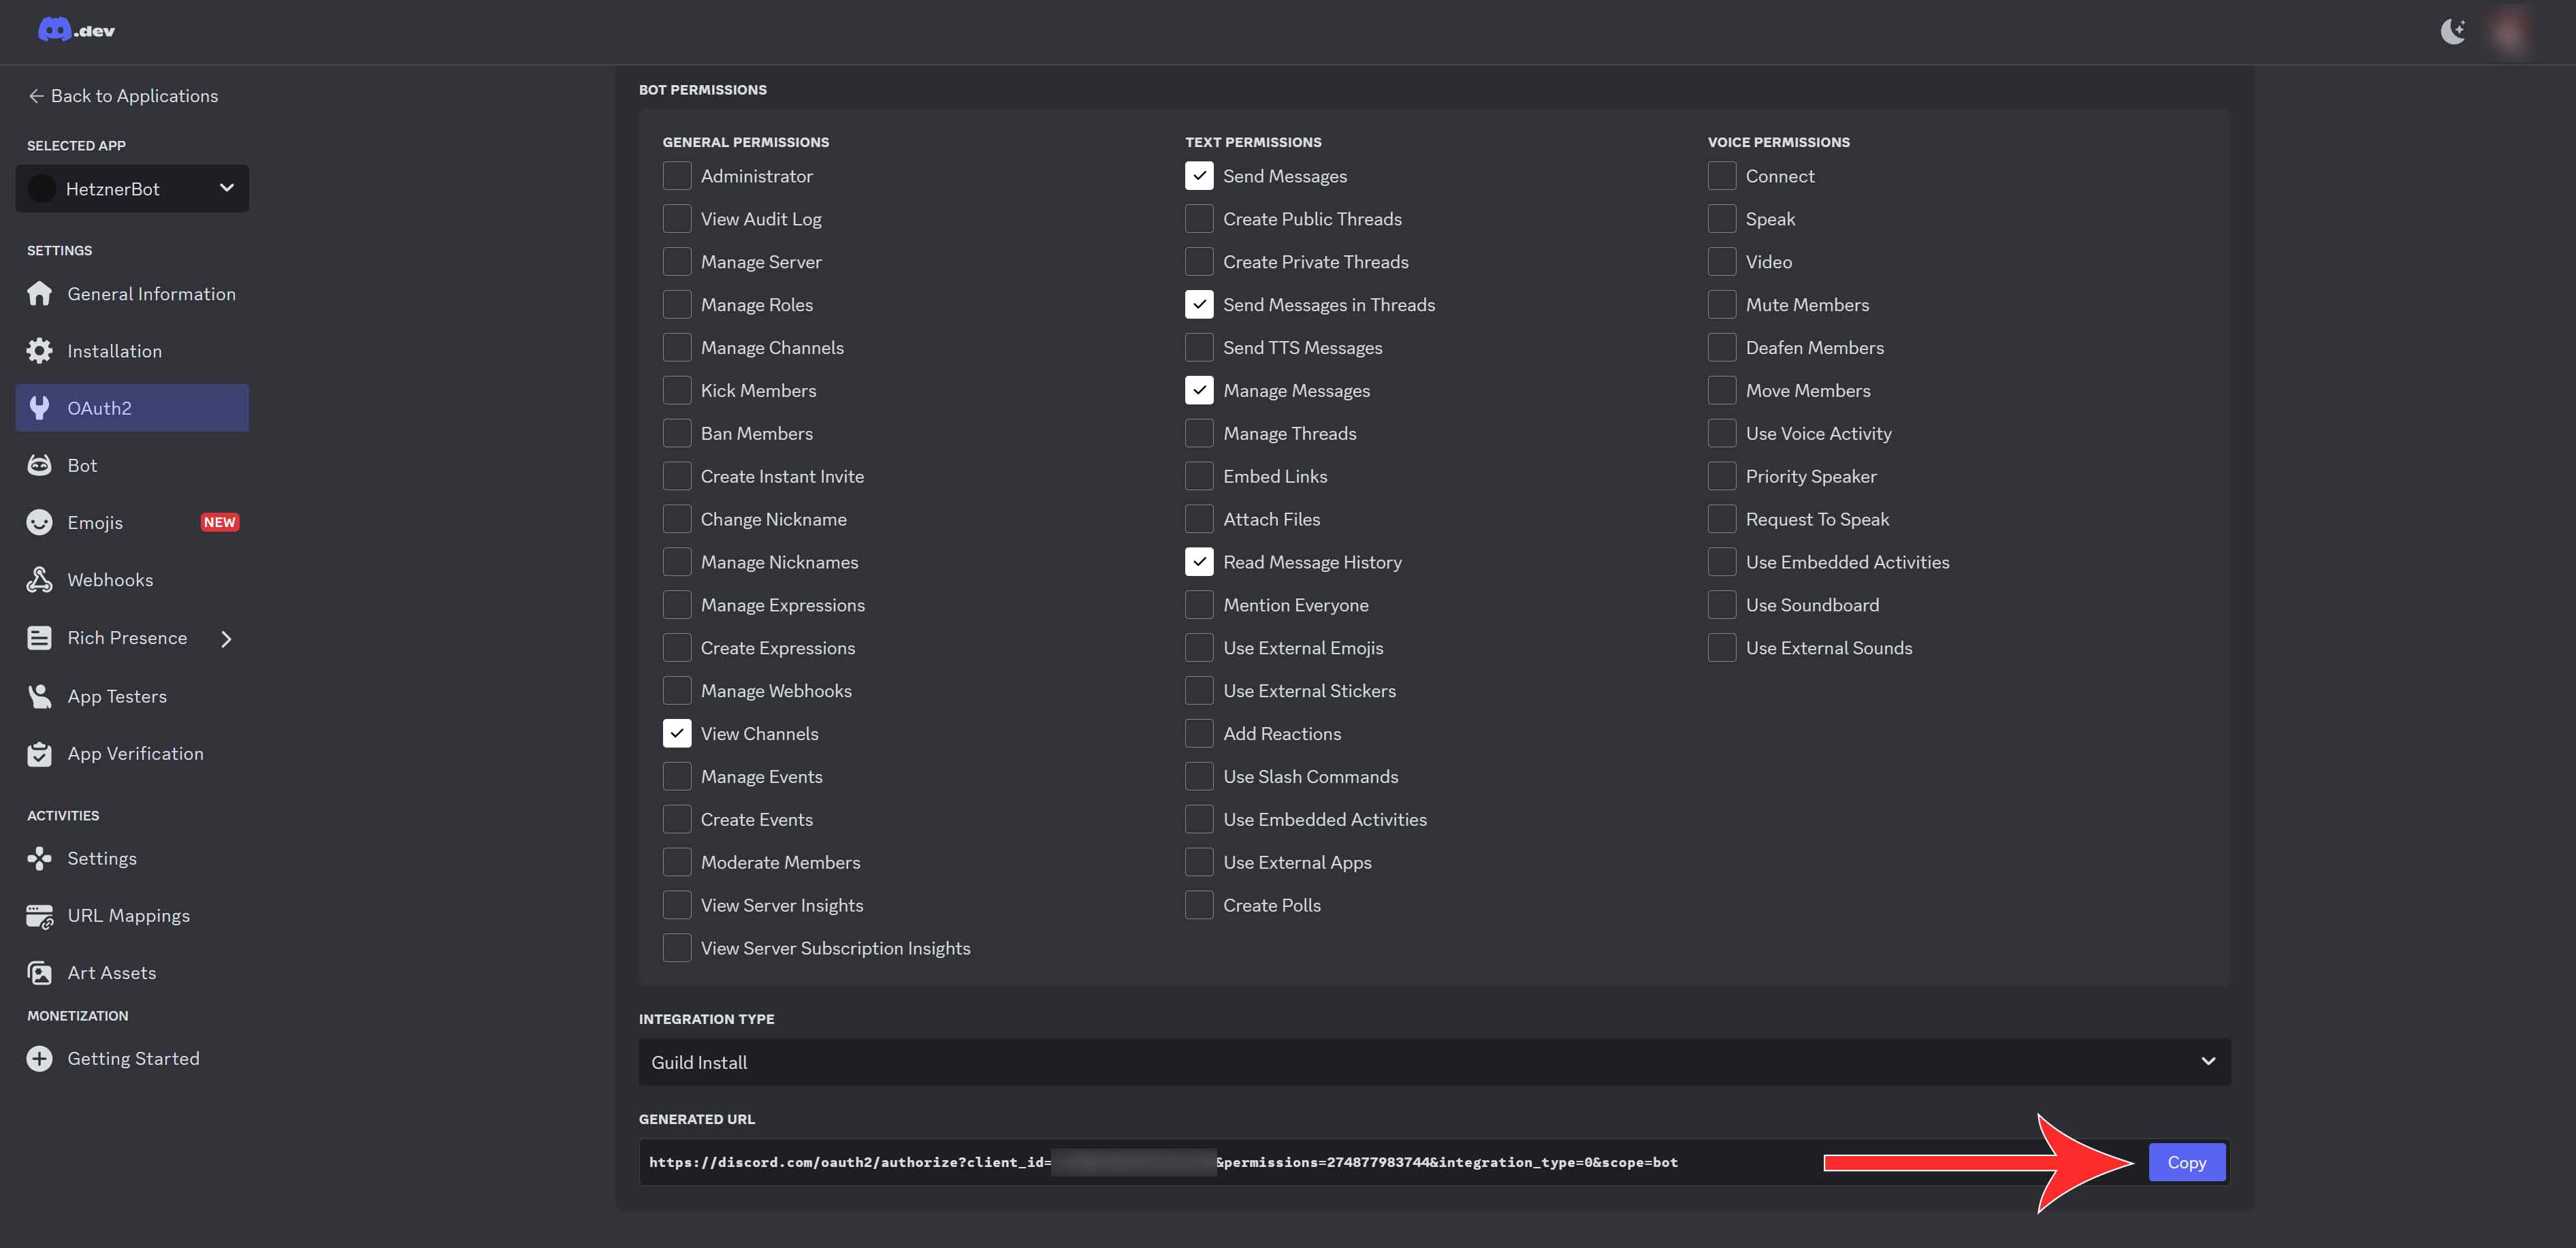 .dev
Back to Applications
SELECTED APP
HetznerBot
SETTINGS
General Information
Installation
OAuth2
Bot
Emojis NEW
Webhooks
Rich Presence
App Testers
App Verification
ACTIVITIES
Settings
URL Mappings
Art Assets
MONETIZATION
Getting Started
BOT PERMISSIONS
GENERAL PERMISSIONS
Administrator
View Audit Log
Manage Server
Manage Roles
Manage Channels
Kick Members
Ban Members
Create Instant Invite
Change Nickname
Manage Nicknames
Manage Expressions
Create Expressions
Manage Webhooks
View Channels
Manage Events
Create Events
Moderate Members
View Server Insights
View Server Subscription Insights
TEXT PERMISSIONS
Send Messages
Create Public Threads
Create Private Threads
Send Messages in Threads
Send TTS Messages
Manage Messages
Manage Threads
Embed Links
Attach Files
Read Message History
Mention Everyone
Use External Emojis
Use External Stickers
Add Reactions
Use Slash Commands
Use Embedded Activities
Use External Apps
Create Polls
VOICE PERMISSIONS
Connect
Speak
Video
Mute Members
Deafen Members
Move Members
Use Voice Activity
Priority Speaker
Request To Speak
Use Embedded Activities
Use Soundboard
Use External Sounds
INTEGRATION TYPE
Guild Install
GENERATED URL
https://discord.com/oauth2/authorize?client_id= &permissions=274877983744&integration_type=0&scope=bot
Copy